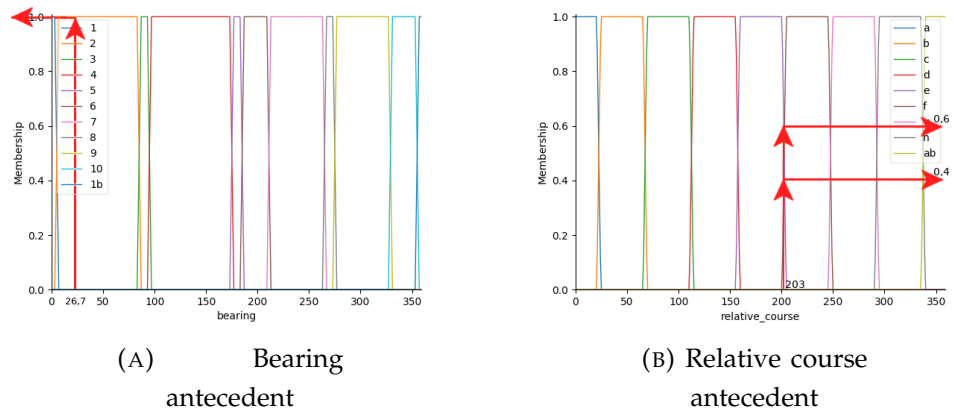 1.0
0.8
0.6
0.4
0.2
0.0
Membership
1
2
3
4
5
6
7
8
9
10
1b
0 26.7 50 100 150 200 250 300 350
bearing
(A) Bearing
antecedent
1.0
0.8
0.6
0.4
0.2
0.0
Membership
a
b
c
d
e
f
h
ab
0.6
0.4
203
0 50 100 150 200 250 300 350
relative_course
(B) Relative course
antecedent